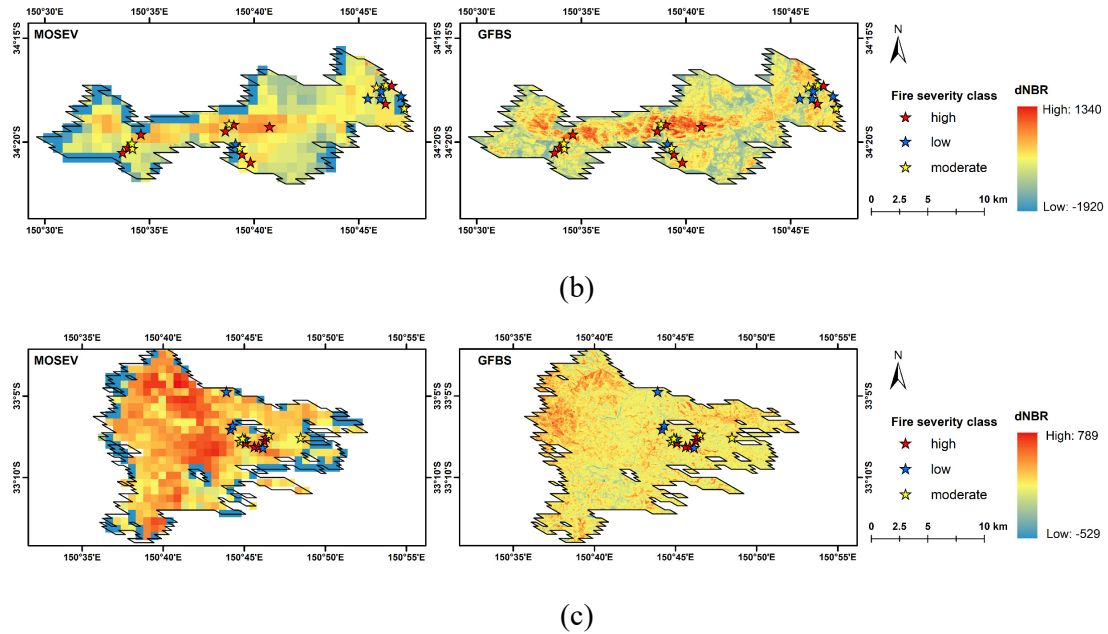 150°30'E 150°35'E 150°40'E 150°45'E 150°30'E 150°35'E 150°40'E 150°45'E
MOSEV GFBS
34°15'S 34°15'S
34°20'S 34°20'S
N
dNBR
Fire severity class
High: 1340
high
low
moderate
0 2.5 5 10 km
Low: -1920
150°30'E 150°35'E 150°40'E 150°45'E 150°30'E 150°35'E 150°40'E 150°45'E
(b)
150°35'E 150°40'E 150°45'E 150°50'E 150°55'E 150°35'E 150°40'E 150°45'E 150°50'E 150°55'E
MOSEV GFBS
33°5'S 33°5'S
33°10'S 33°10'S
N
dNBR
Fire severity class
High: 789
high
low
moderate
0 2.5 5 10 km
Low: -529
150°35'E 150°40'E 150°45'E 150°50'E 150°55'E 150°35'E 150°40'E 150°45'E 150°50'E 150°55'E
(c)